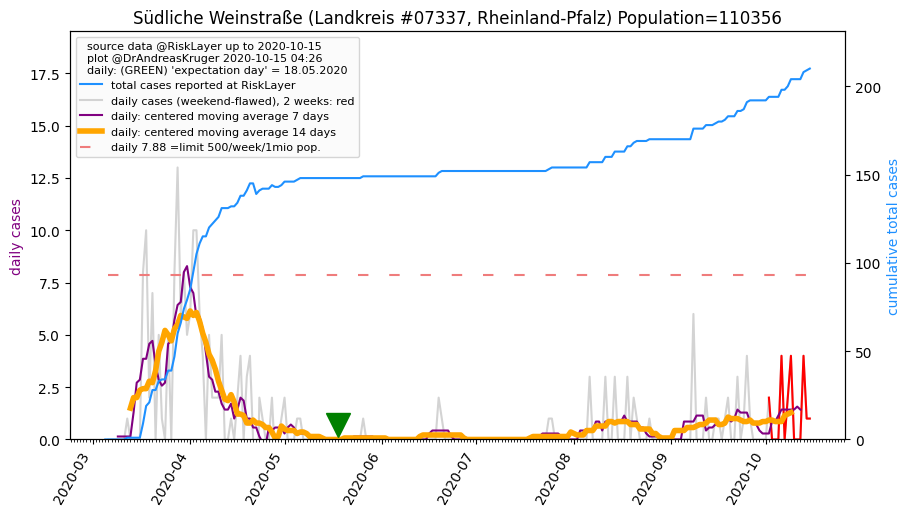 Südliche Weinstraße (Landkreis #07337, Rheinland-Pfalz) Population=110356
source data @RiskLayer up to 2020-10-15
plot @DrAndreasKruger 2020-10-15 04:26
daily: (GREEN) 'expectation day' = 18.05.2020
total cases reported at RiskLayer
daily cases (weekend-flawed), 2 weeks: red
daily: centered moving average 7 days
daily: centered moving average 14 days
daily 7.88 =limit 500/week/1mio pop.
daily cases
17.5
15.0
12.5
10.0
7.5
5.0
2.5
0.0
cumulative total cases
200
150
100
50
0
2020-03
2020-04
2020-05
2020-06
2020-07
2020-08
2020-09
2020-10